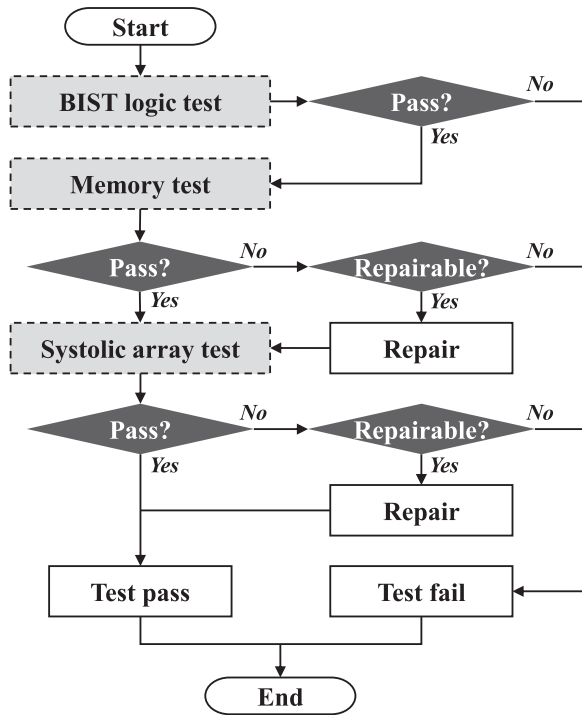 Start
BIST logic test
Pass?
No
Yes
Memory test
Pass?
No
Repairable?
No
Yes
Yes
Systolic array test
Repair
Pass?
No
Repairable?
No
Yes
Yes
Repair
Test pass
Test fail
End